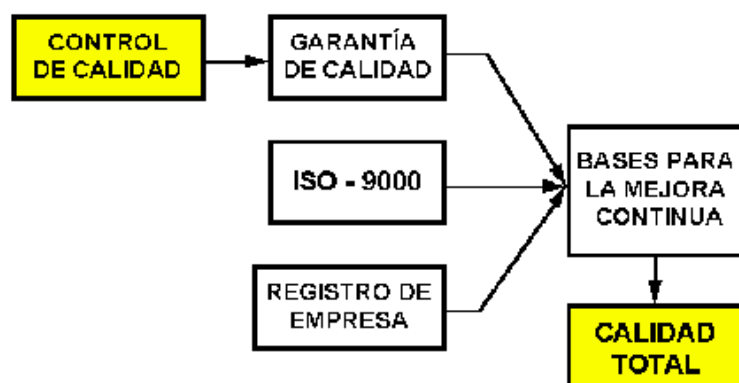 CONTROL
DE CALIDAD
GARANTÍA
DE CALIDAD
ISO - 9000
REGISTRO DE
EMPRESA
BASES PARA
LA MEJORA
CONTINUA
CALIDAD
TOTAL